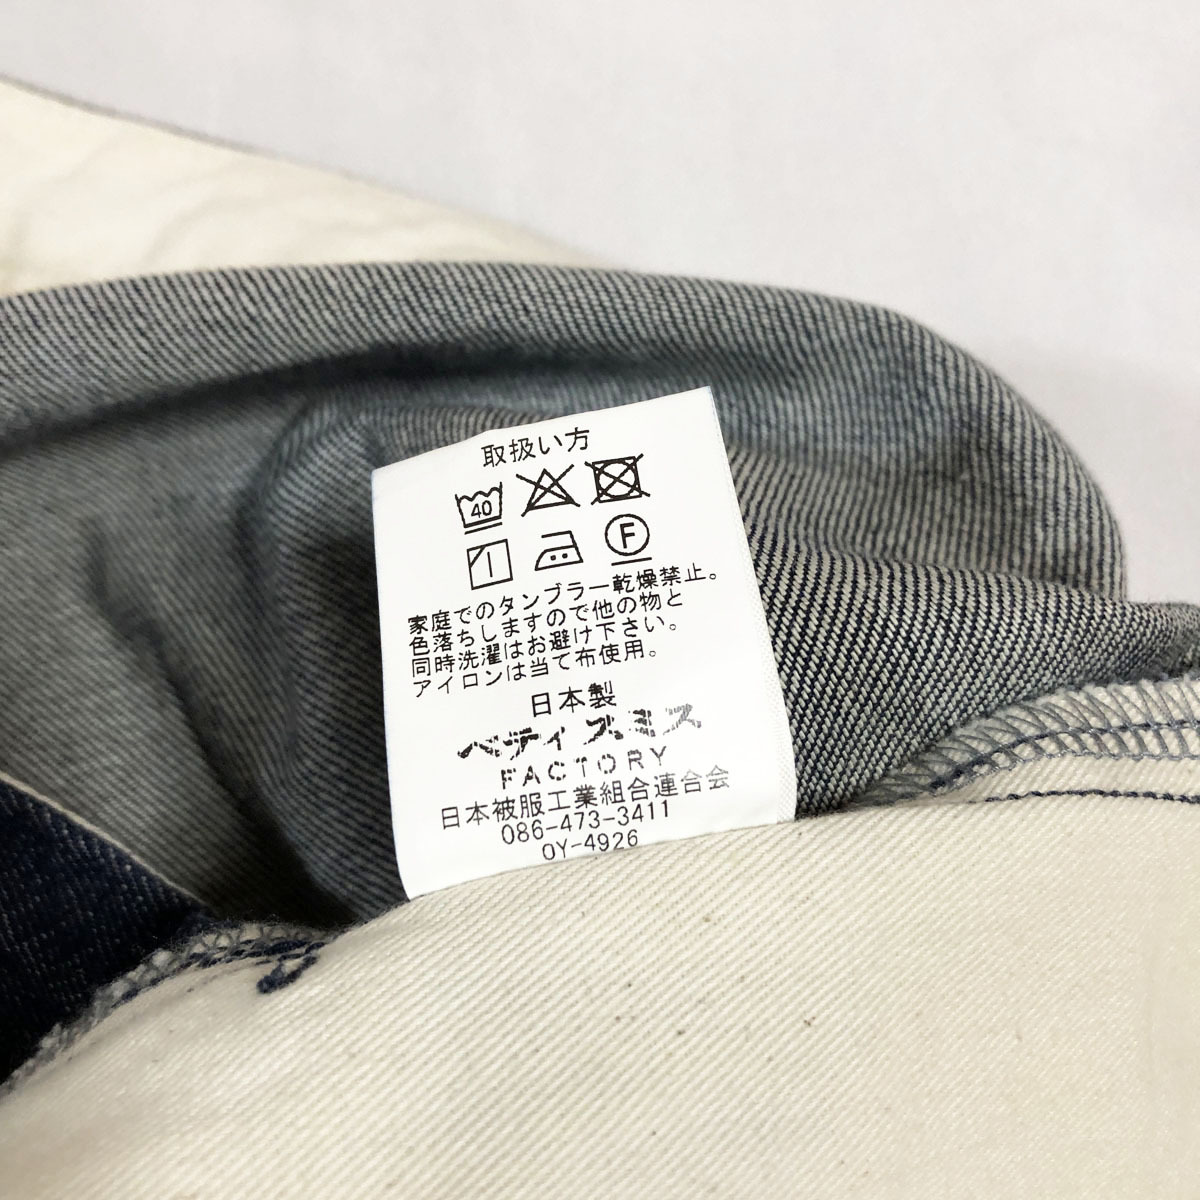 取扱い方
40
F
家庭でのタンブラー乾燥禁止。
色落ちしますので他の物と
同時洗濯はお避け下さい。
アイロンは当て布使用。
日本製
ベティスミス
FACTORY
日本被服工業組合連合会
086-473-3411
OY-4926